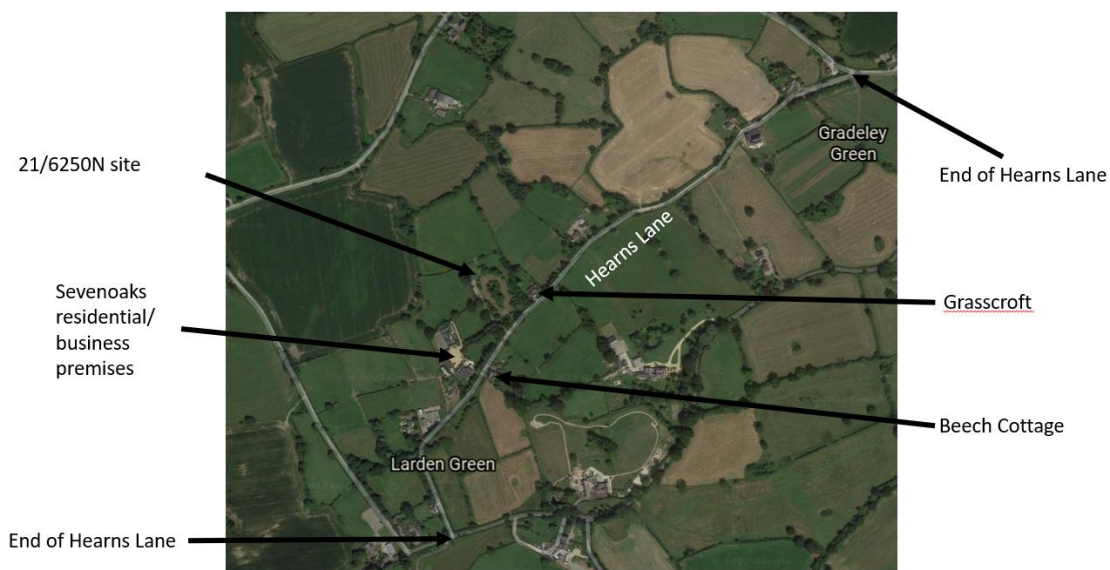 21/6250N site
Sevenoaks
residential/
business
premises
End of Hearns Lane
Hearns Lane
Gradeley
Green
Larden Green
End of Hearns Lane
Grasscroft
Beech Cottage